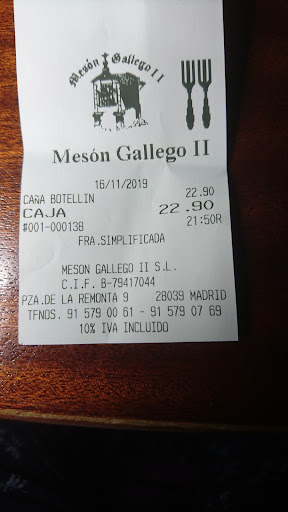 Mesón Gallego II
Mesón Gallego II
16/11/2019
CAÑA BOTELLIN 22.90
CAJA 22.90
#001-000138 21:50R
FRA.SIMPLIFICADA
MESON GALLEGO II S.L.
C.I.F. B-79417044
PZA.DE LA REMONTA 9 28039 MADRID
TFNOS. 91 579 00 61 - 91 579 07 69
10% IVA INCLUIDO